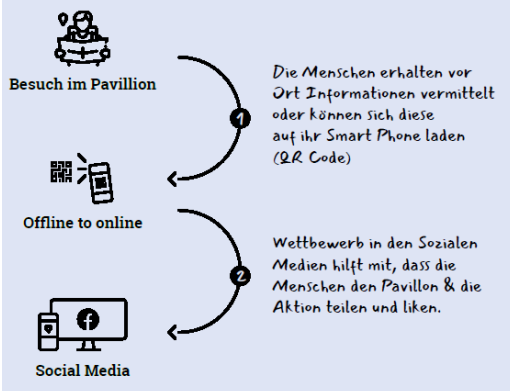 Besuch im Pavillion
Die Menschen erhalten vor
Ort Informationen vermittelt
oder können sich diese
auf ihr Smart Phone laden
(QR Code)
1
Offline to online
Wettbewerb in den Sozialen
Medien hilft mit, dass die
Menschen den Pavillon & die
Aktion teilen und liken.
2
Social Media